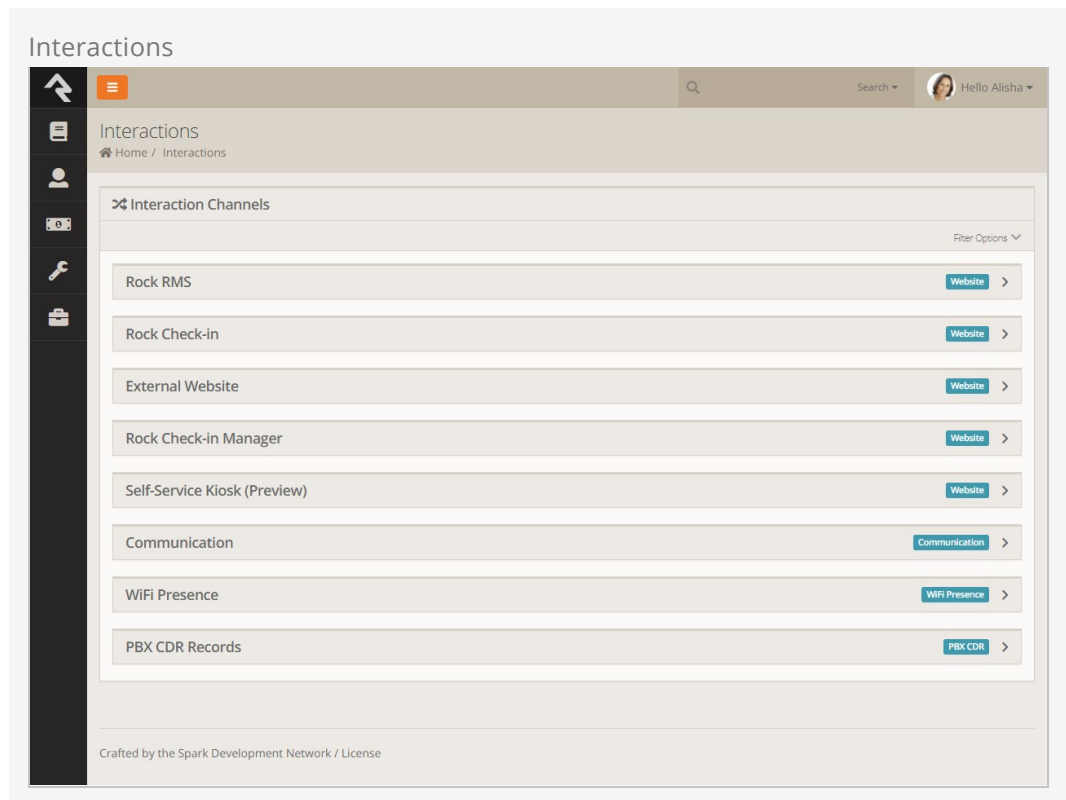 Interactions
Search
Hello Alisha
Interactions
Home / Interactions
Interaction Channels
Filter Options
Rock RMS Website
Rock Check-in Website
External Website Website
Rock Check-in Manager Website
Self-Service Kiosk (Preview) Website
Communication Communication
WiFi Presence WiFi Presence
PBX CDR Records PBX CDR
Crafted by the Spark Development Network / License